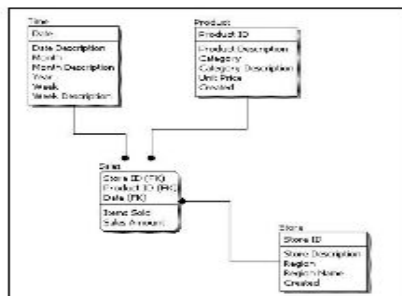 Time
Date
Date Description
Month
Month Description
Year
Week
Week Description
Product
Product ID
Product Description
Category
Category Description
Unit Price
Created
Sales
Store ID (FK)
Product ID (FK)
Date (FK)
Items Sold
Sales Amount
Store
Store ID
Store Description
Region
Region Name
Created